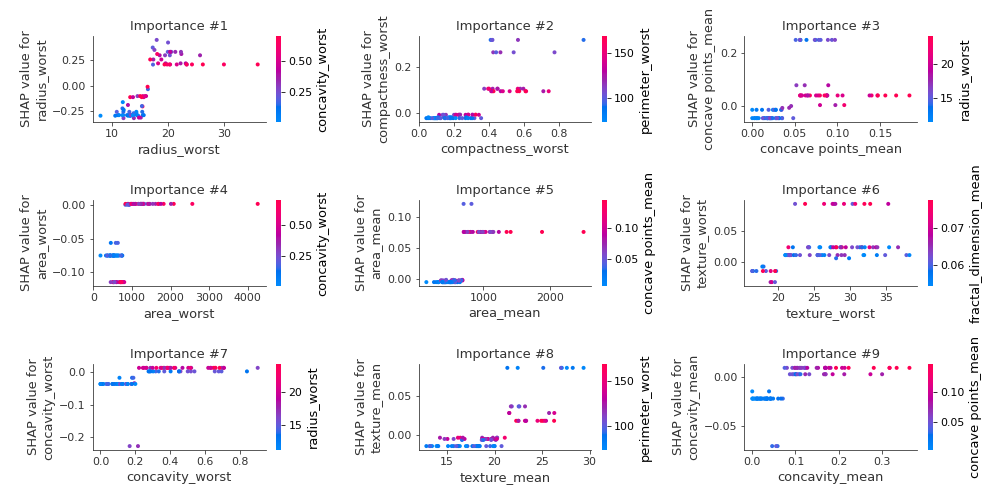 Importance #1
SHAP value for
radius_worst
0.25
0.00
−0.25
10
20
30
radius_worst
0.50
0.25
concavity_worst
Importance #2
SHAP value for
compactness_worst
0.2
0.0
0.0
0.2
0.4
0.6
0.8
compactness_worst
150
100
perimeter_worst
Importance #3
SHAP value for
concave points_mean
0.2
0.0
0.00
0.05
0.10
0.15
concave points_mean
20
15
radius_worst
Importance #4
SHAP value for
area_worst
0.00
−0.05
−0.10
0
1000
2000
3000
4000
area_worst
0.50
0.25
concavity_worst
Importance #5
SHAP value for
area_mean
0.10
0.05
0.00
1000
2000
area_mean
0.10
0.05
concave points_mean
Importance #6
SHAP value for
texture_worst
0.05
0.00
20
25
30
35
texture_worst
0.07
0.06
fractal_dimension_mean
Importance #7
SHAP value for
concavity_worst
0.0
−0.1
−0.2
0.0
0.2
0.4
0.6
0.8
concavity_worst
20
15
radius_worst
Importance #8
SHAP value for
texture_mean
0.05
0.00
15
20
25
30
texture_mean
150
100
perimeter_worst
Importance #9
SHAP value for
concavity_mean
0.00
−0.05
0.0
0.1
0.2
0.3
concavity_mean
0.10
0.05
concave points_mean